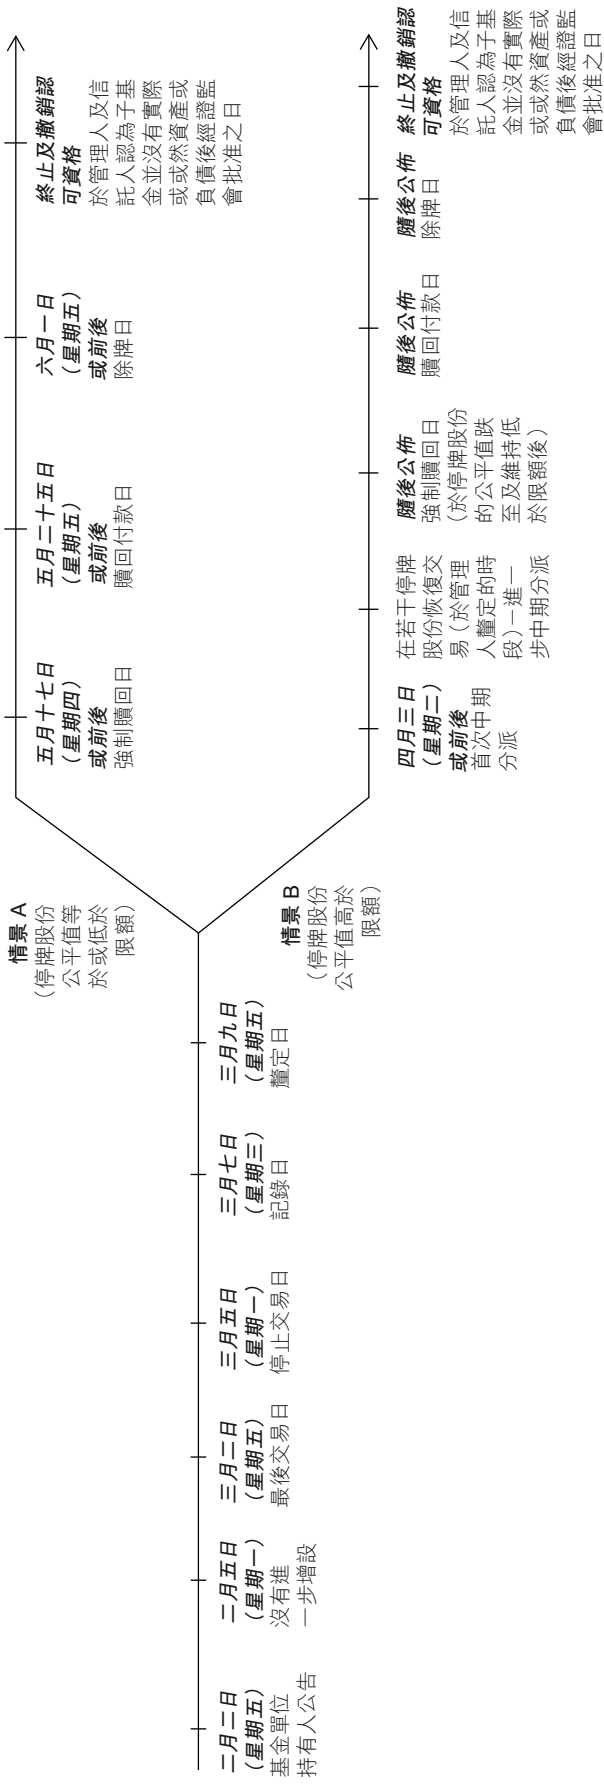 二月二日
(星期五)
基金單位
持有人公告
二月五日
(星期一)
沒有進
一步增設
三月二日
(星期五)
最後交易日
三月五日
(星期一)
停止交易日
三月七日
(星期三)
記錄日
三月九日
(星期五)
釐定日
情景 A
(停牌股份
公平值等
於或低於
限額)
五月十七日
(星期四)
或前後
強制贖回日
五月二十五日
(星期五)
或前後
贖回付款日
六月一日
(星期五)
或前後
除牌日
終止及撤銷認
可資格
於管理人及信
託人認為子基
金並沒有實際
或或然資產或
負債後經證監
會批准之日
情景 B
(停牌股份
公平值高於
限額)
四月三日
(星期二)
或前後
首次中期
分派
在若干停牌
股份恢復交
易(於管理
人釐定的時
段)-進一
步中期分派
隨後公佈
強制贖回日
(於停牌股份
的公平值跌
至及維持低
於限額後)
隨後公佈
贖回付款日
隨後公佈
除牌日
終止及撤銷認
可資格
於管理人及信
託人認為子基
金並沒有實際
或或然資產或
負債後經證監
會批准之日